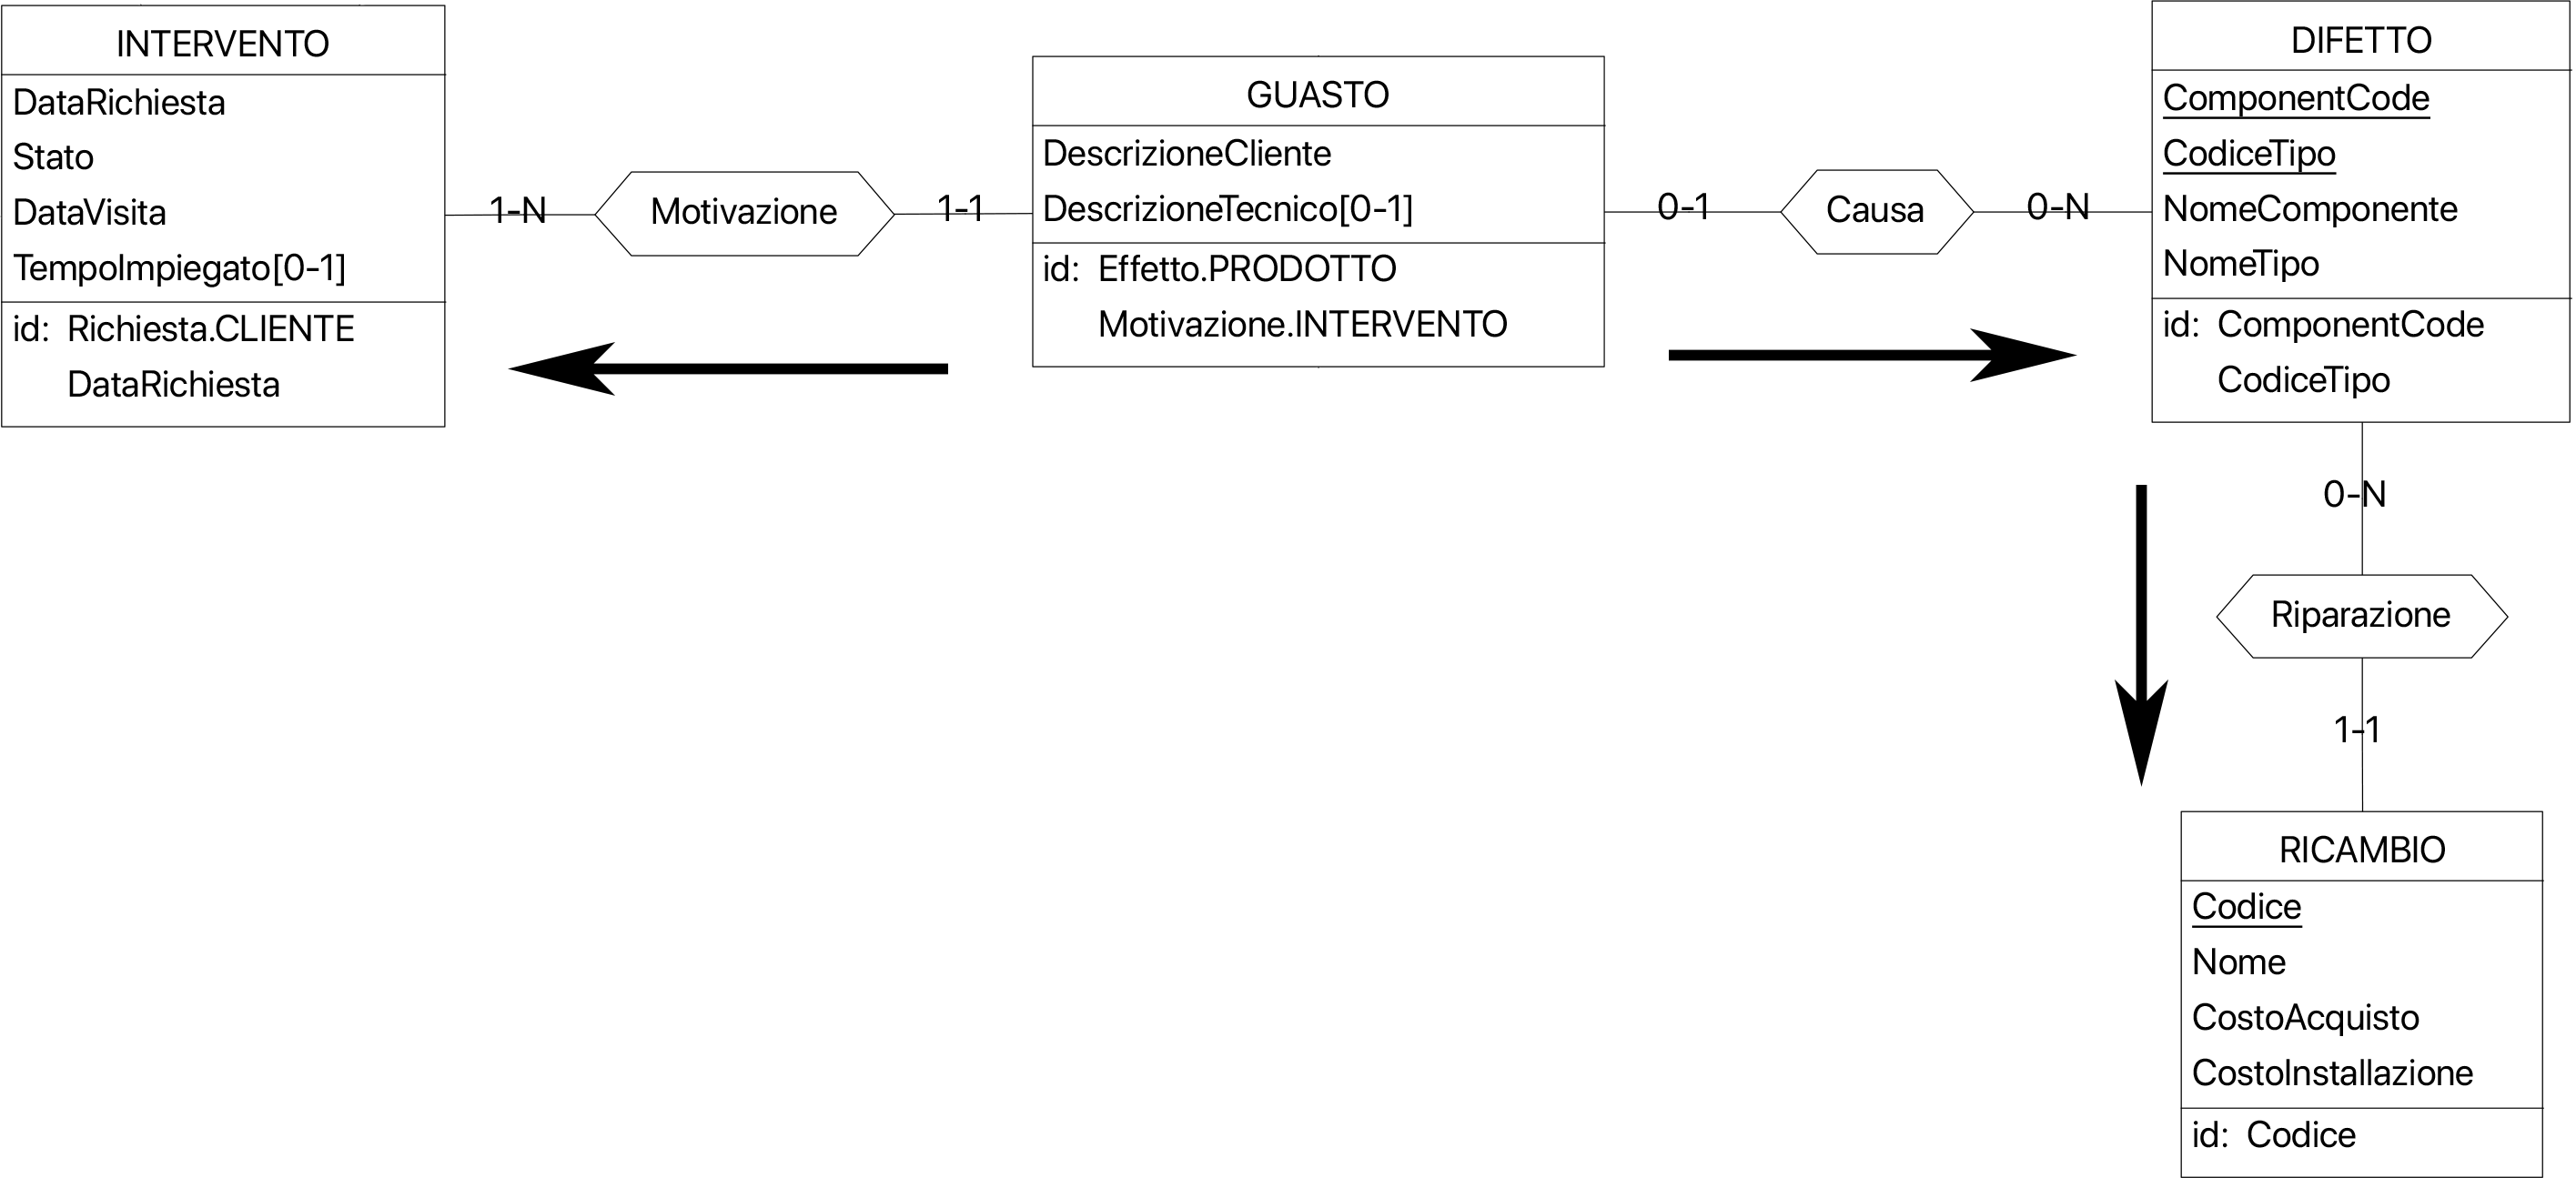 INTERVENTO
DataRichiesta
Stato
DataVisita
TempoImpiegato[0-1]
id: Richiesta.CLIENTE
DataRichiesta
1-N
Motivazione
1-1
GUASTO
DescrizioneCliente
DescrizioneTecnico[0-1]
id: Effetto.PRODOTTO
Motivazione.INTERVENTO
0-1
Causa
0-N
DIFETTO
ComponentCode
CodiceTipo
NomeComponente
NomeTipo
id: ComponentCode
CodiceTipo
0-N
Riparazione
1-1
RICAMBIO
Codice
Nome
CostoAcquisto
CostoInstallazione
id: Codice